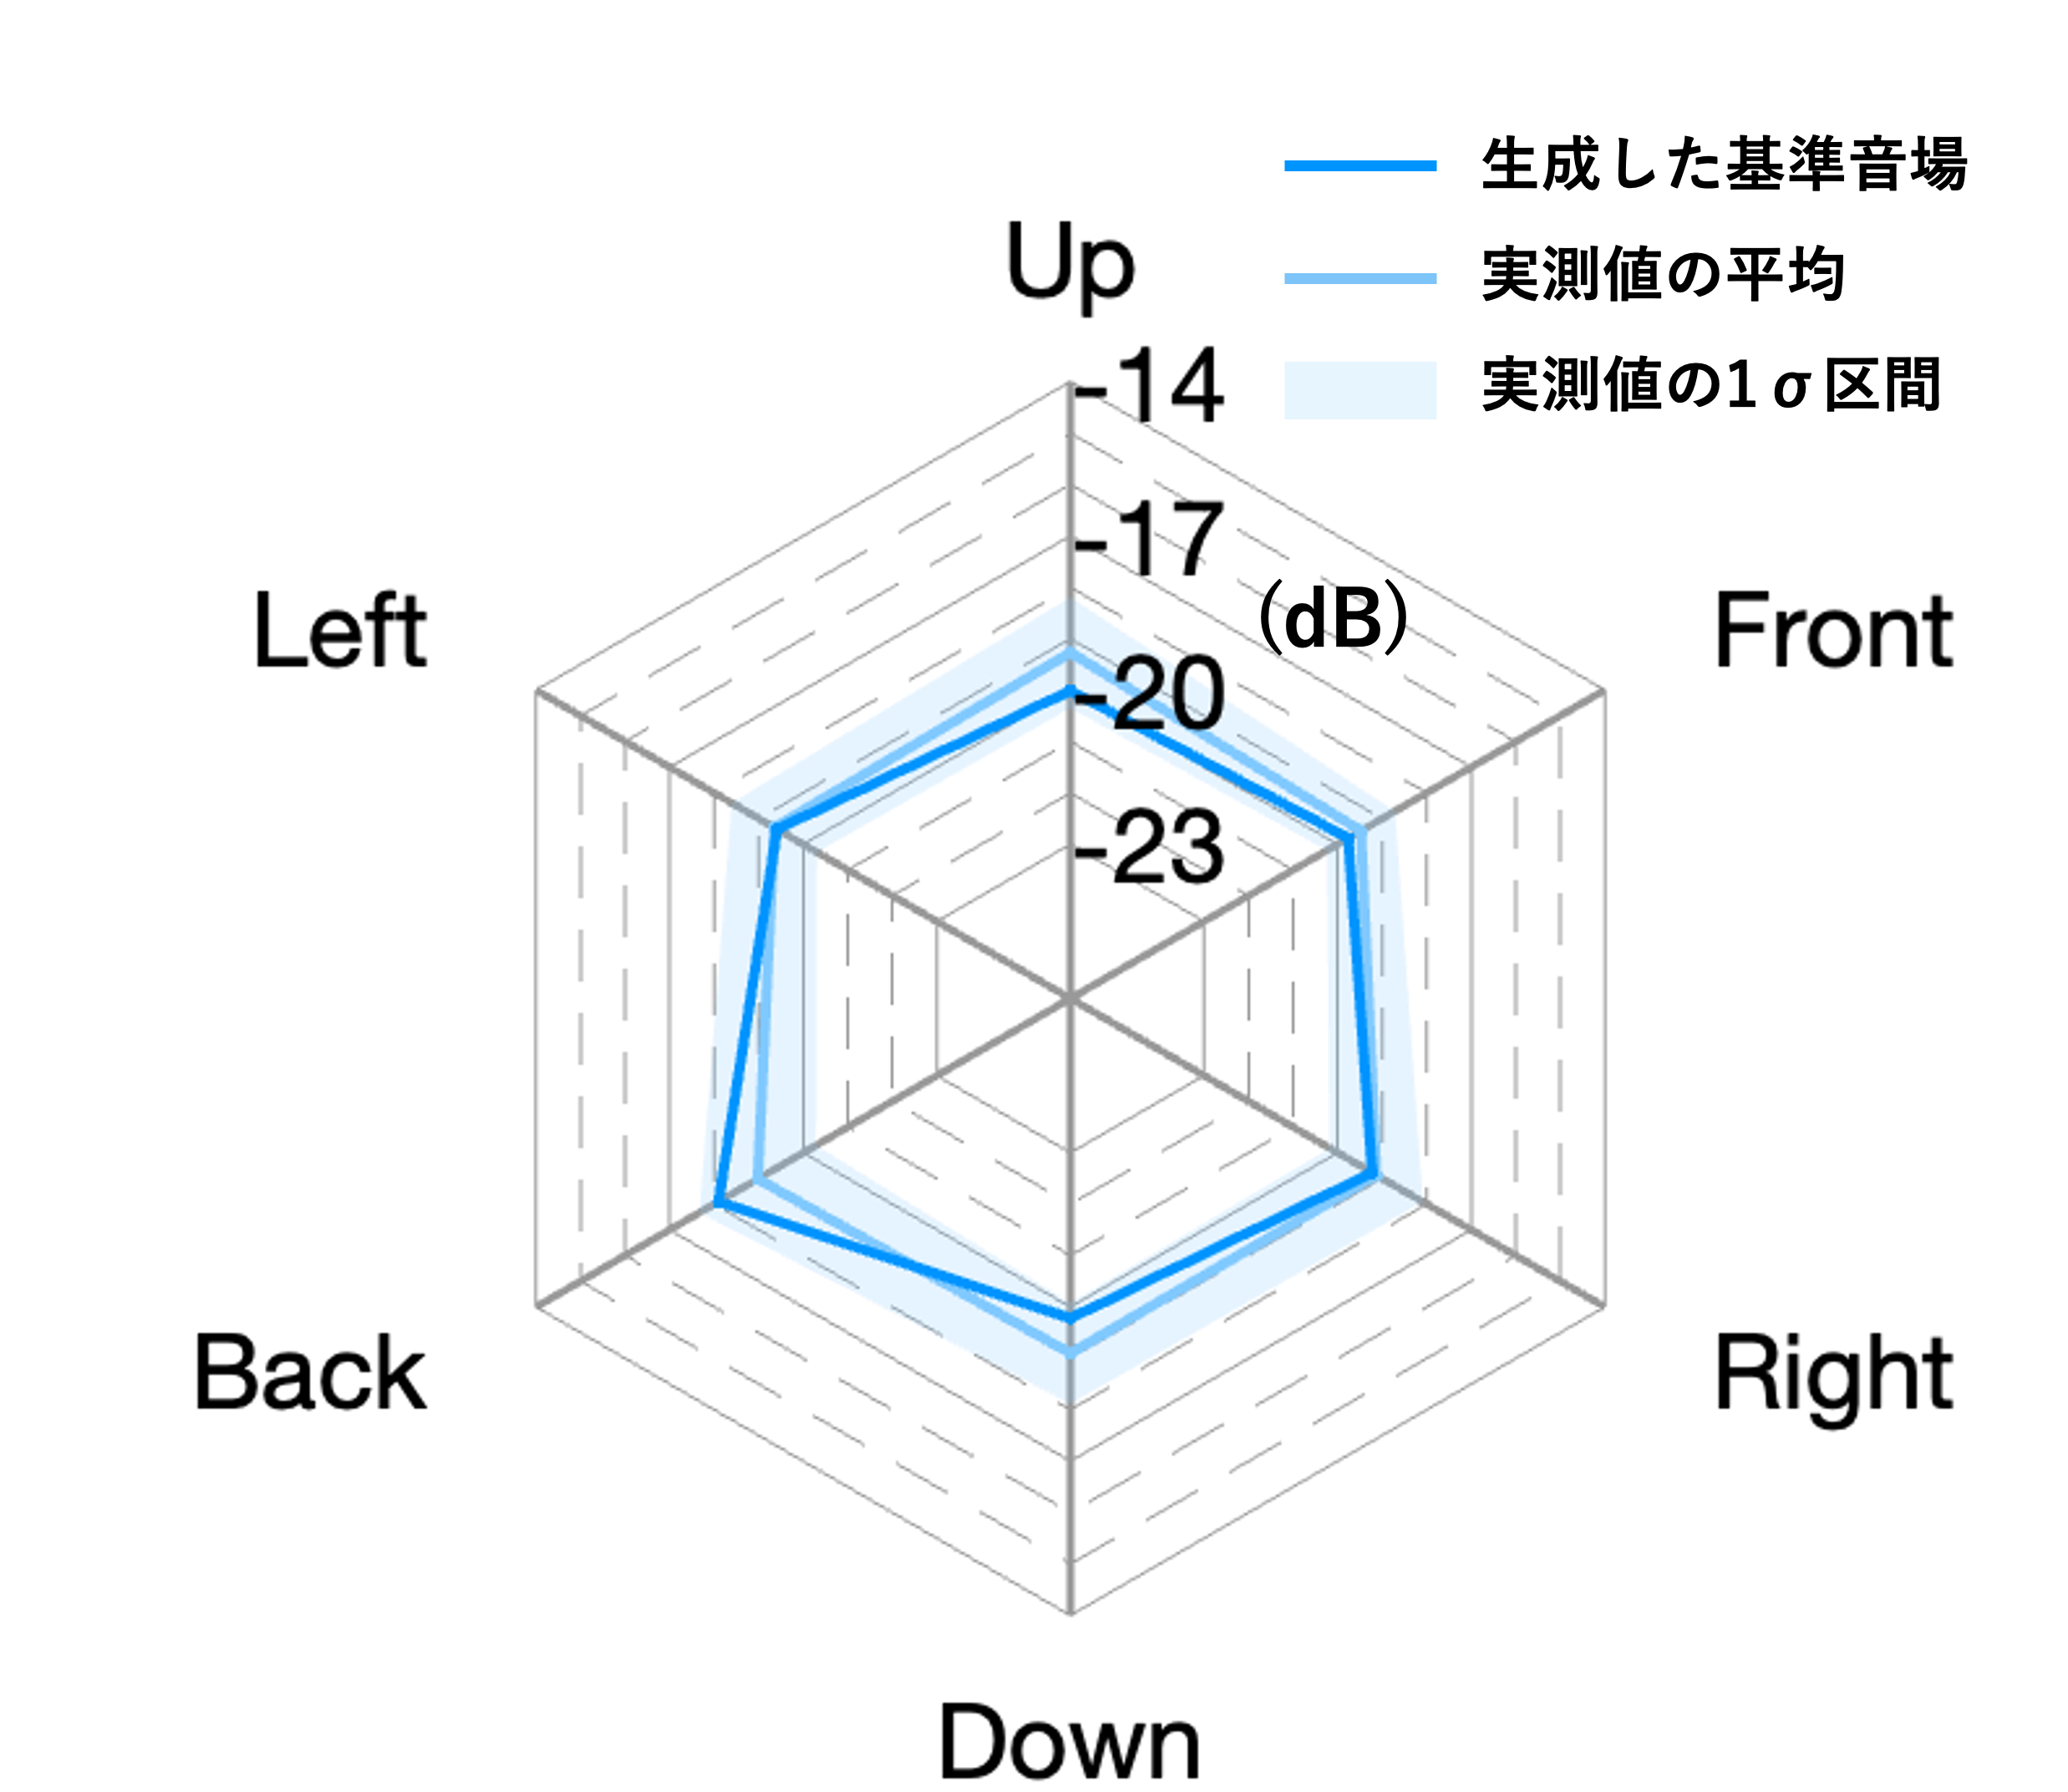 生成した基準音場
実測値の平均
実測値の1σ区間
Up
-14
-17
(dB)
-20
-23
Left
Front
Back
Right
Down